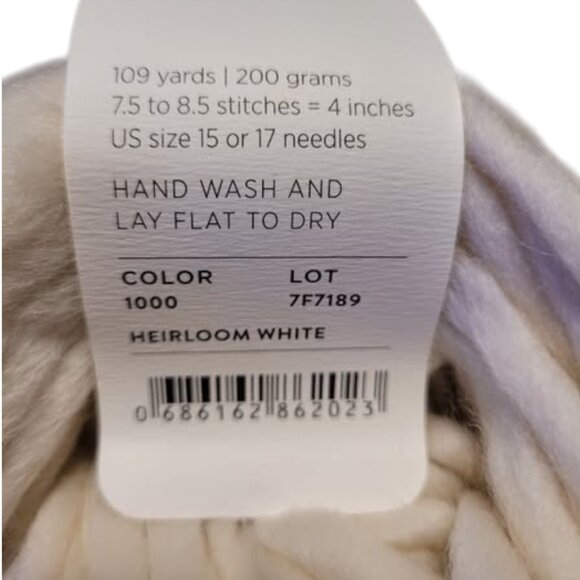 109 yards | 200 grams
7.5 to 8.5 stitches = 4 inches
US size 15 or 17 needles
HAND WASH AND
LAY FLAT TO DRY
COLOR LOT
1000 7F7189
HEIRLOOM WHITE
0 686162 862023